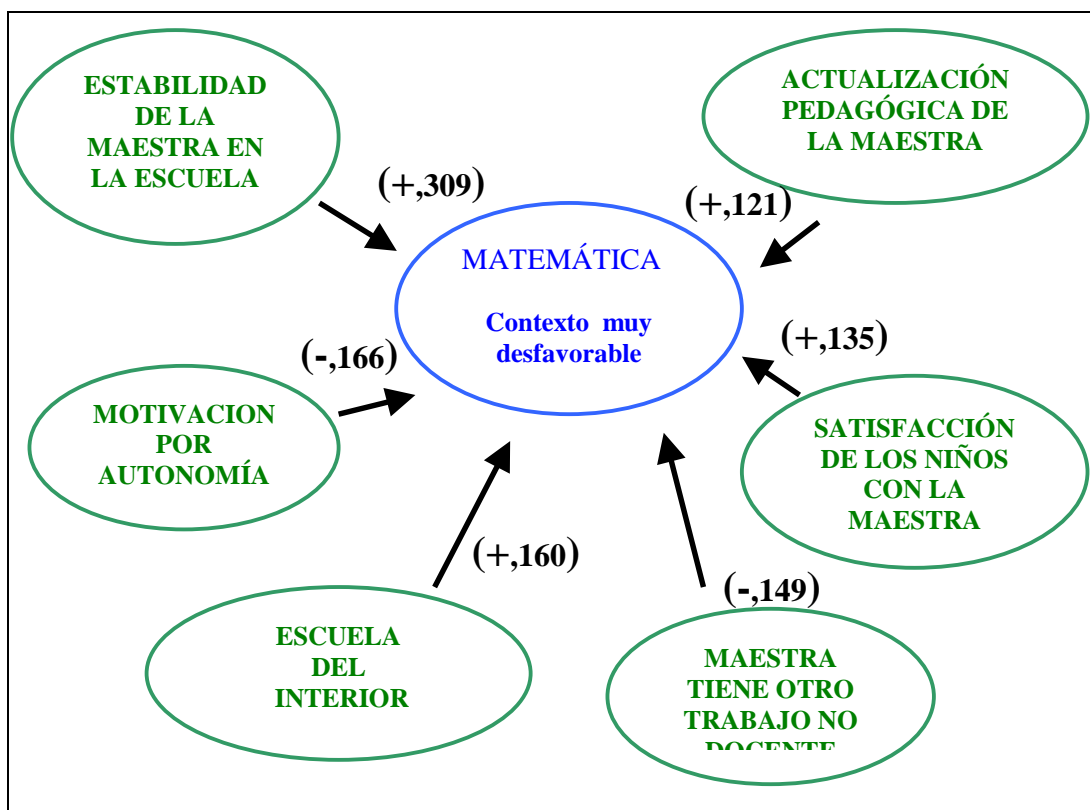 ESTABILIDAD
DE LA
MAESTRA EN
LA ESCUELA
(+,309)
ACTUALIZACIÓN
PEDAGÓGICA DE
LA MAESTRA
(+,121)
MATEMÁTICA
Contexto muy
desfavorable
(-,166)
MOTIVACION
POR
AUTONOMÍA
(+,135)
SATISFACCIÓN
DE LOS NIÑOS
CON LA
MAESTRA
(+,160)
ESCUELA
DEL
INTERIOR
(-,149)
MAESTRA
TIENE OTRO
TRABAJO NO
DOCENTE